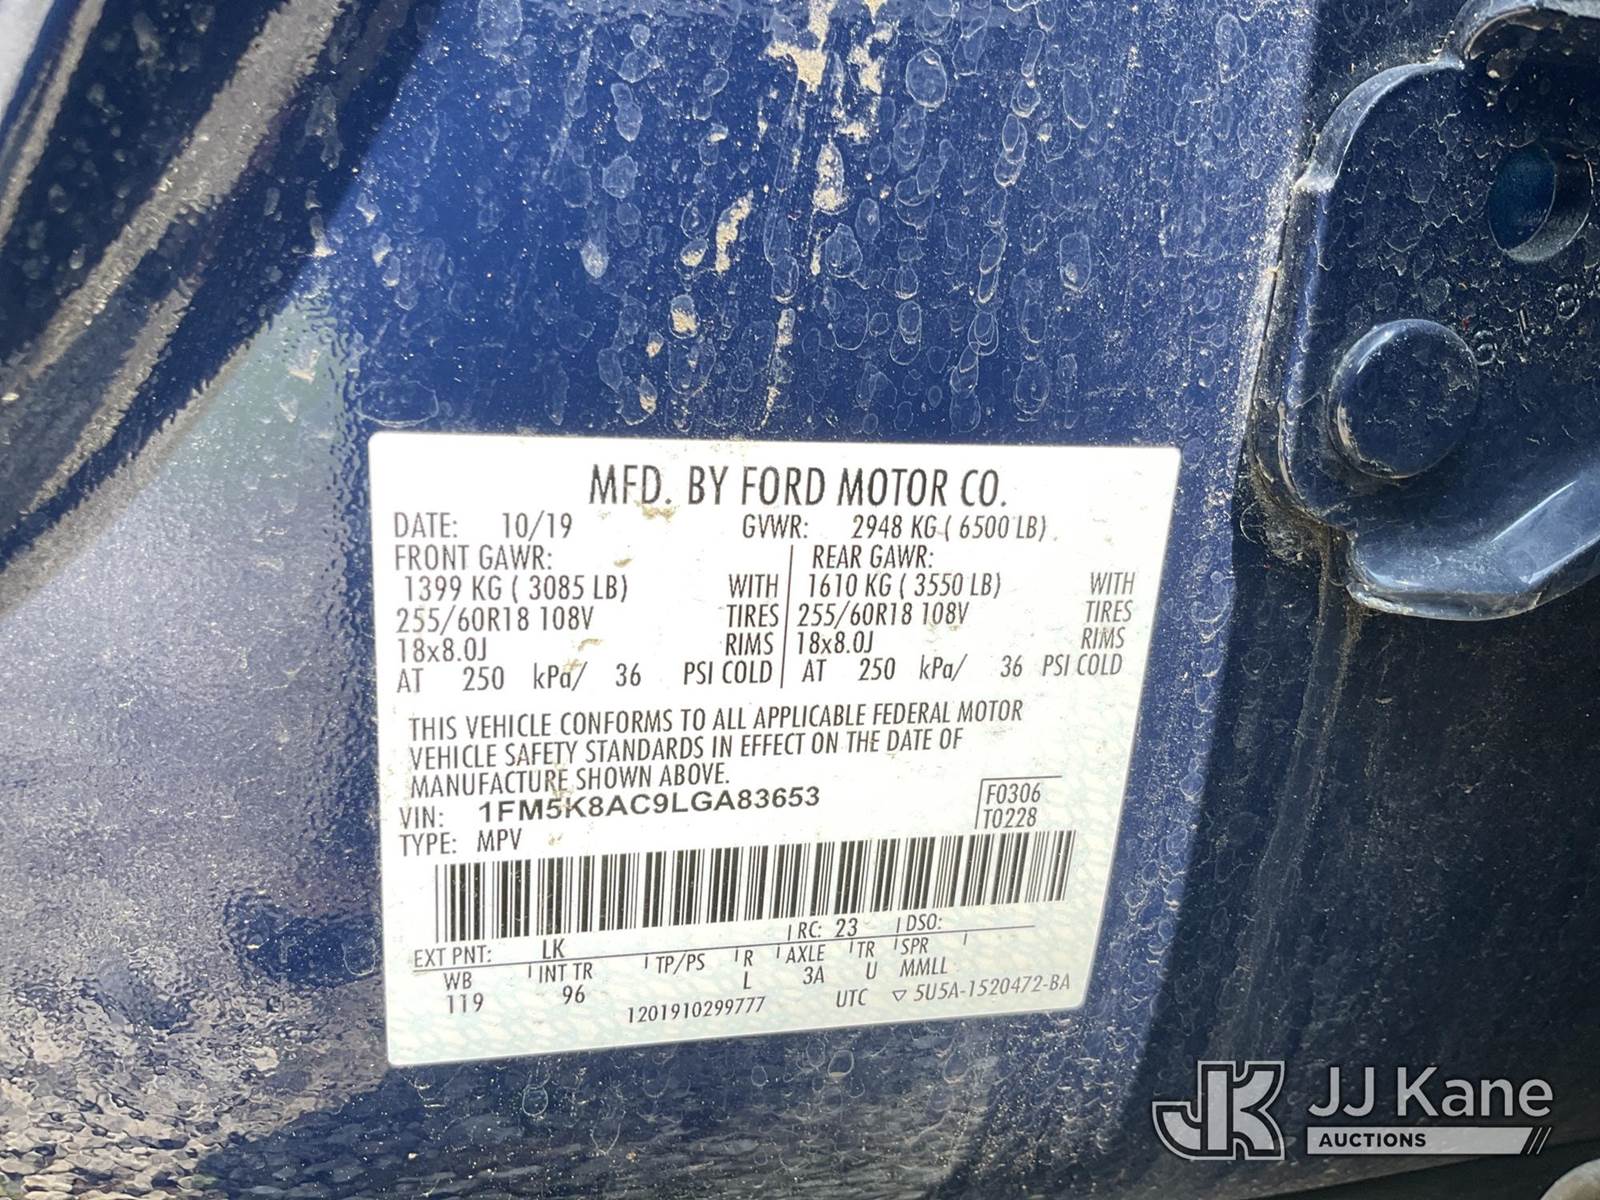 MFD. BY FORD MOTOR CO.
DATE: 10/19 GVWR: 2948 KG ( 6500 LB)
FRONT GAWR: REAR GAWR:
1399 KG ( 3085 LB) WITH 1610 KG ( 3550 LB) WITH
255/60R18 108V TIRES 255/60R18 108V TIRES
18x8.0J RIMS 18x8.0J RIMS
AT 250 kPa/ 36 PSI COLD AT 250 kPa/ 36 PSI COLD
THIS VEHICLE CONFORMS TO ALL APPLICABLE FEDERAL MOTOR
VEHICLE SAFETY STANDARDS IN EFFECT ON THE DATE OF
MANUFACTURE SHOWN ABOVE.
VIN: 1FM5K8AC9LGA83653 F0306
TYPE: MPV T0228
EXT PNT: LK RC: 23 DSO:
WB INT TR TP/PS R AXLE TR SPR
119 96 L 3A U MMLL
1201910299777 UTC ▽ 5U5A-1520472-BA
JK JJ Kane
AUCTIONS